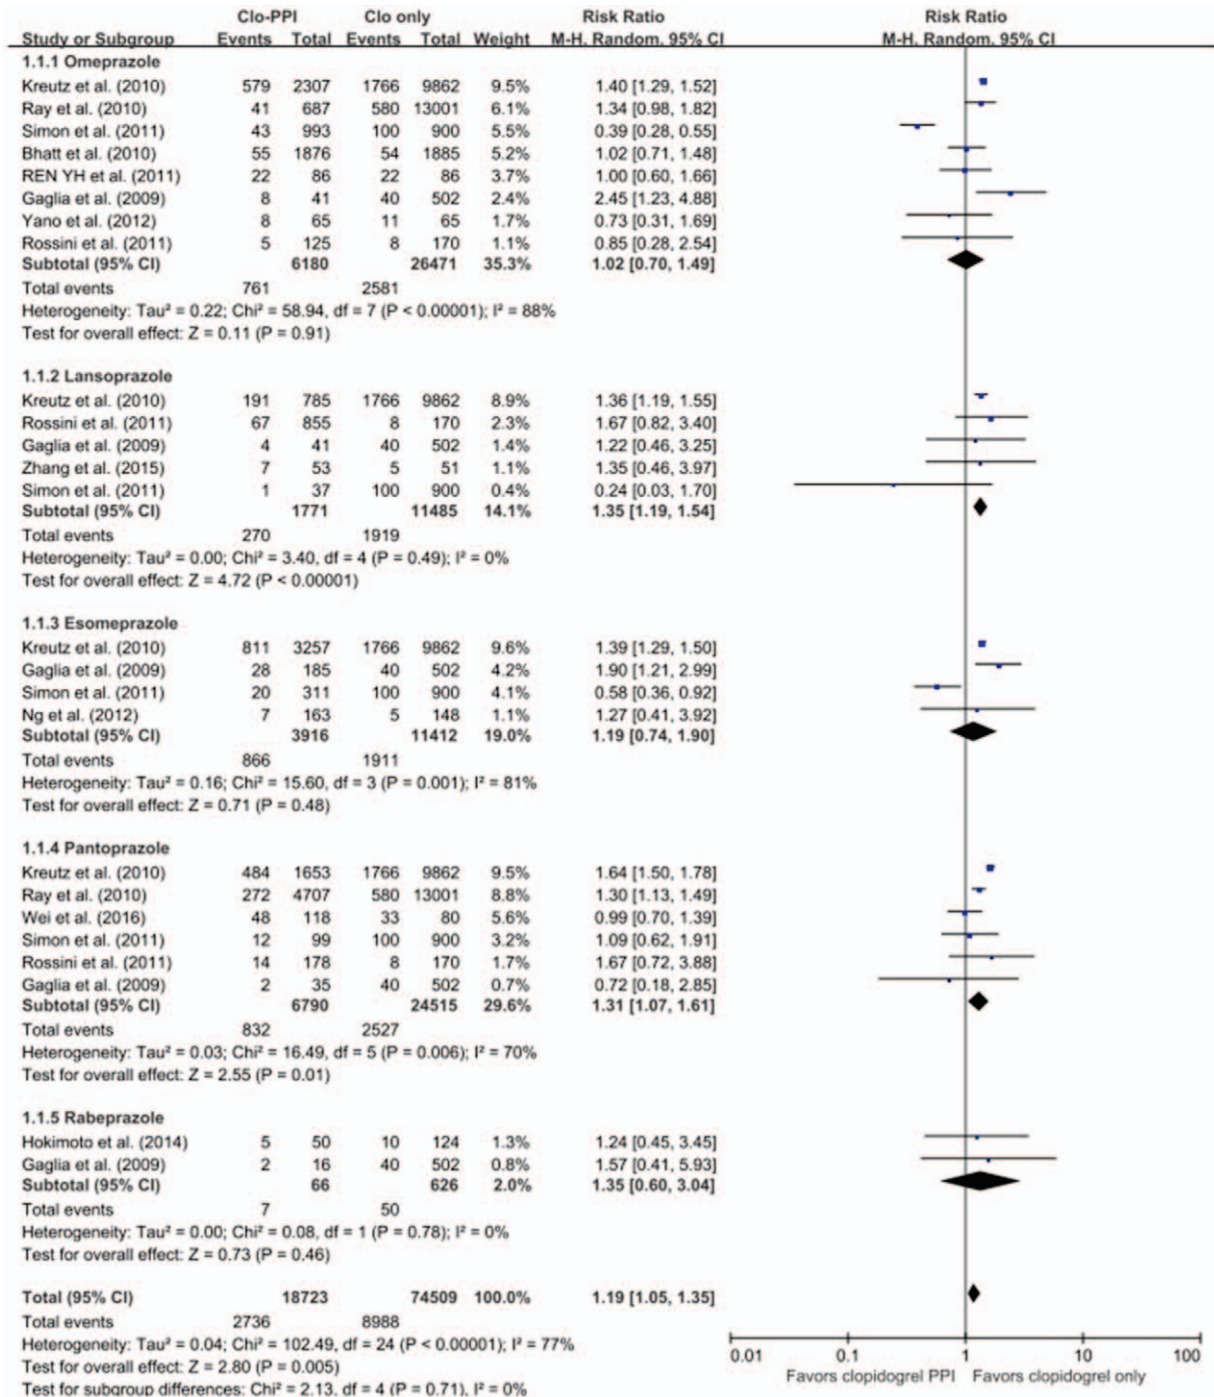 Clo-PPI Clo only Risk Ratio Risk Ratio
Study or Subgroup Events Total Events Total Weight M-H, Random, 95% CI M-H, Random, 95% CI
1.1.1 Omeprazole
Kreutz et al. (2010) 579 2307 1766 9862 9.5% 1.40 [1.29, 1.52]
Ray et al. (2010) 41 687 580 13001 6.1% 1.34 [0.98, 1.82]
Simon et al. (2011) 43 993 100 900 5.5% 0.39 [0.28, 0.55]
Bhatt et al. (2010) 55 1876 54 1885 5.2% 1.02 [0.71, 1.48]
REN YH et al. (2011) 22 86 22 86 3.7% 1.00 [0.60, 1.66]
Gaglia et al. (2009) 8 41 40 502 2.4% 2.45 [1.23, 4.88]
Yano et al. (2012) 8 65 11 65 1.7% 0.73 [0.31, 1.69]
Rossini et al. (2011) 5 125 8 170 1.1% 0.85 [0.28, 2.54]
Subtotal (95% CI) 6180 26471 35.3% 1.02 [0.70, 1.49]
Total events 761 2581
Heterogeneity: Tau² = 0.22; Chi² = 58.94, df = 7 (P < 0.00001); I² = 88%
Test for overall effect: Z = 0.11 (P = 0.91)
1.1.2 Lansoprazole
Kreutz et al. (2010) 191 785 1766 9862 8.9% 1.36 [1.19, 1.55]
Rossini et al. (2011) 67 855 8 170 2.3% 1.67 [0.82, 3.40]
Gaglia et al. (2009) 4 41 40 502 1.4% 1.22 [0.46, 3.25]
Zhang et al. (2015) 7 53 5 51 1.1% 1.35 [0.46, 3.97]
Simon et al. (2011) 1 37 100 900 0.4% 0.24 [0.03, 1.70]
Subtotal (95% CI) 1771 11485 14.1% 1.35 [1.19, 1.54]
Total events 270 1919
Heterogeneity: Tau² = 0.00; Chi² = 3.40, df = 4 (P = 0.49); I² = 0%
Test for overall effect: Z = 4.72 (P < 0.00001)
1.1.3 Esomeprazole
Kreutz et al. (2010) 811 3257 1766 9862 9.6% 1.39 [1.29, 1.50]
Gaglia et al. (2009) 28 185 40 502 4.2% 1.90 [1.21, 2.99]
Simon et al. (2011) 20 311 100 900 4.1% 0.58 [0.36, 0.92]
Ng et al. (2012) 7 163 5 148 1.1% 1.27 [0.41, 3.92]
Subtotal (95% CI) 3916 11412 19.0% 1.19 [0.74, 1.90]
Total events 866 1911
Heterogeneity: Tau² = 0.16; Chi² = 15.60, df = 3 (P = 0.001); I² = 81%
Test for overall effect: Z = 0.71 (P = 0.48)
1.1.4 Pantoprazole
Kreutz et al. (2010) 484 1653 1766 9862 9.5% 1.64 [1.50, 1.78]
Ray et al. (2010) 272 4707 580 13001 8.8% 1.30 [1.13, 1.49]
Wei et al. (2016) 48 118 33 80 5.6% 0.99 [0.70, 1.39]
Simon et al. (2011) 12 99 100 900 3.2% 1.09 [0.62, 1.91]
Rossini et al. (2011) 14 178 8 170 1.7% 1.67 [0.72, 3.88]
Gaglia et al. (2009) 2 35 40 502 0.7% 0.72 [0.18, 2.85]
Subtotal (95% CI) 6790 24515 29.6% 1.31 [1.07, 1.61]
Total events 832 2527
Heterogeneity: Tau² = 0.03; Chi² = 16.49, df = 5 (P = 0.006); I² = 70%
Test for overall effect: Z = 2.55 (P = 0.01)
1.1.5 Rabeprazole
Hokimoto et al. (2014) 5 50 10 124 1.3% 1.24 [0.45, 3.45]
Gaglia et al. (2009) 2 16 40 502 0.8% 1.57 [0.41, 5.93]
Subtotal (95% CI) 66 626 2.0% 1.35 [0.60, 3.04]
Total events 7 50
Heterogeneity: Tau² = 0.00; Chi² = 0.08, df = 1 (P = 0.78); I² = 0%
Test for overall effect: Z = 0.73 (P = 0.46)
Total (95% CI) 18723 74509 100.0% 1.19 [1.05, 1.35]
Total events 2736 8988
Heterogeneity: Tau² = 0.04; Chi² = 102.49, df = 24 (P < 0.00001); I² = 77%
Test for overall effect: Z = 2.80 (P = 0.005)
Test for subgroup differences: Chi² = 2.13, df = 4 (P = 0.71), I² = 0%
0.01 0.1 1 10 100
Favors clopidogrel PPI Favors clopidogrel only